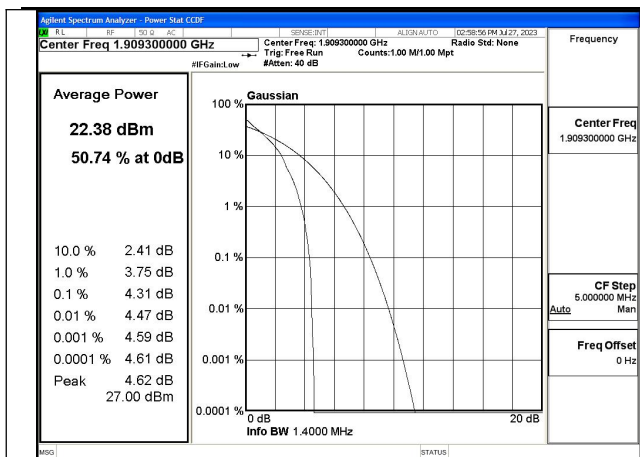 Agilent Spectrum Analyzer - Power Stat CCDF
LXI RL RF 50 Ω AC SENSE:INT ALIGN AUTO 02:58:56 PM Jul 27, 2023
Center Freq 1.909300000 GHz
Center Freq: 1.909300000 GHz Radio Std: None
Trig: Free Run Counts:1.00 M/1.00 Mpt
#IFGain:Low #Atten: 40 dB
Frequency
Average Power
22.38 dBm
50.74 % at 0dB
10.0 % 2.41 dB
1.0 % 3.75 dB
0.1 % 4.31 dB
0.01 % 4.47 dB
0.001 % 4.59 dB
0.0001 % 4.61 dB
Peak 4.62 dB
27.00 dBm
Gaussian
100 %
10 %
1 %
0.1 %
0.01 %
0.001 %
0.0001 %
0 dB 20 dB
Info BW 1.4000 MHz
Center Freq
1.909300000 GHz
CF Step
5.000000 MHz
Auto Man
Freq Offset
0 Hz
MSG STATUS